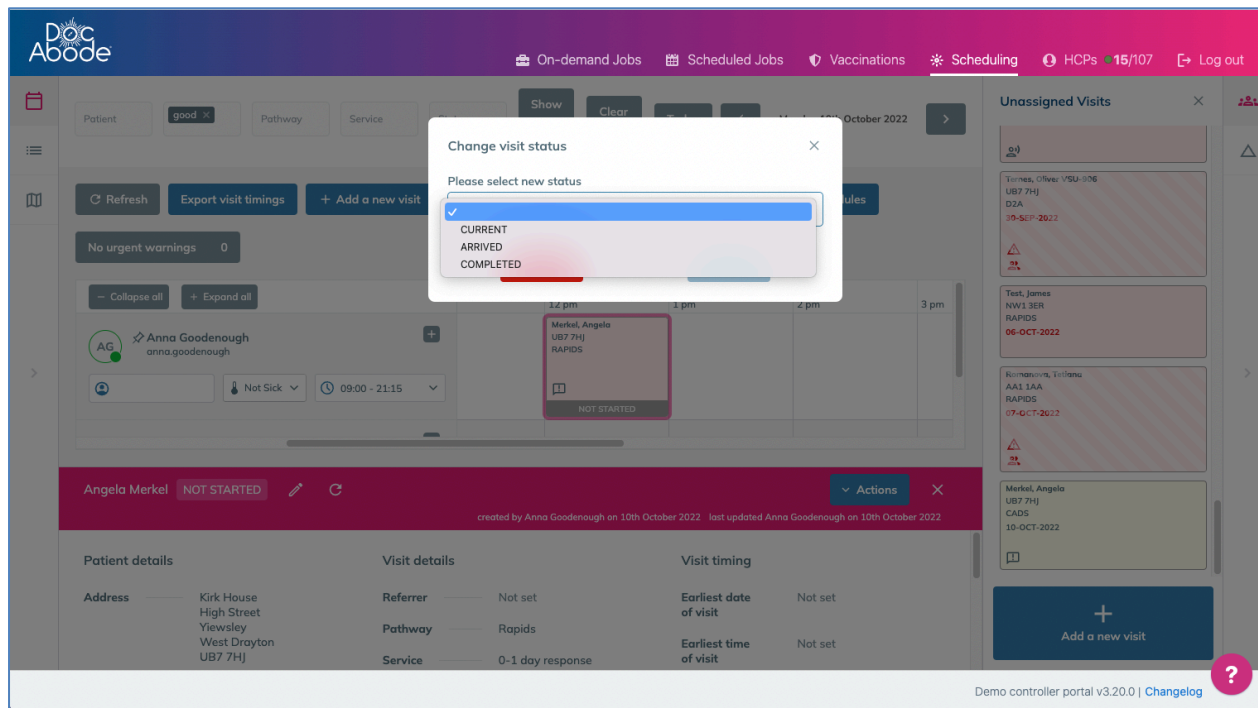 Doc
Abode
On-demand Jobs
Scheduled Jobs
Vaccinations
Scheduling
HCPs 15/107
Log out
Patient
good ×
Pathway
Service
Show
Clear
October 2022
Refresh
Export visit timings
+ Add a new visit
No urgent warnings 0
Change visit status
Please select new status
CURRENT
ARRIVED
COMPLETED
− Collapse all
+ Expand all
12 pm
1 pm
2 pm
3 pm
AG
Anna Goodenough
anna.goodenough
Not Sick
09:00 - 21:15
Merkel, Angela
UB7 7HJ
RAPIDS
NOT STARTED
Angela Merkel NOT STARTED
Actions
created by Anna Goodenough on 10th October 2022 last updated Anna Goodenough on 10th October 2022
Patient details
Address
Kirk House
High Street
Yiewsley
West Drayton
UB7 7HJ
Visit details
Referrer Not set
Pathway Rapids
Service 0-1 day response
Visit timing
Earliest date
of visit
Not set
Earliest time
of visit
Not set
Unassigned Visits
UB7 7HJ
D2A
30-SEP-2022
Test, James
NW1 3ER
RAPIDS
06-OCT-2022
AA1 1AA
RAPIDS
07-OCT-2022
Merkel, Angela
UB7 7HJ
CADS
10-OCT-2022
+
Add a new visit
?
Demo controller portal v3.20.0 | Changelog